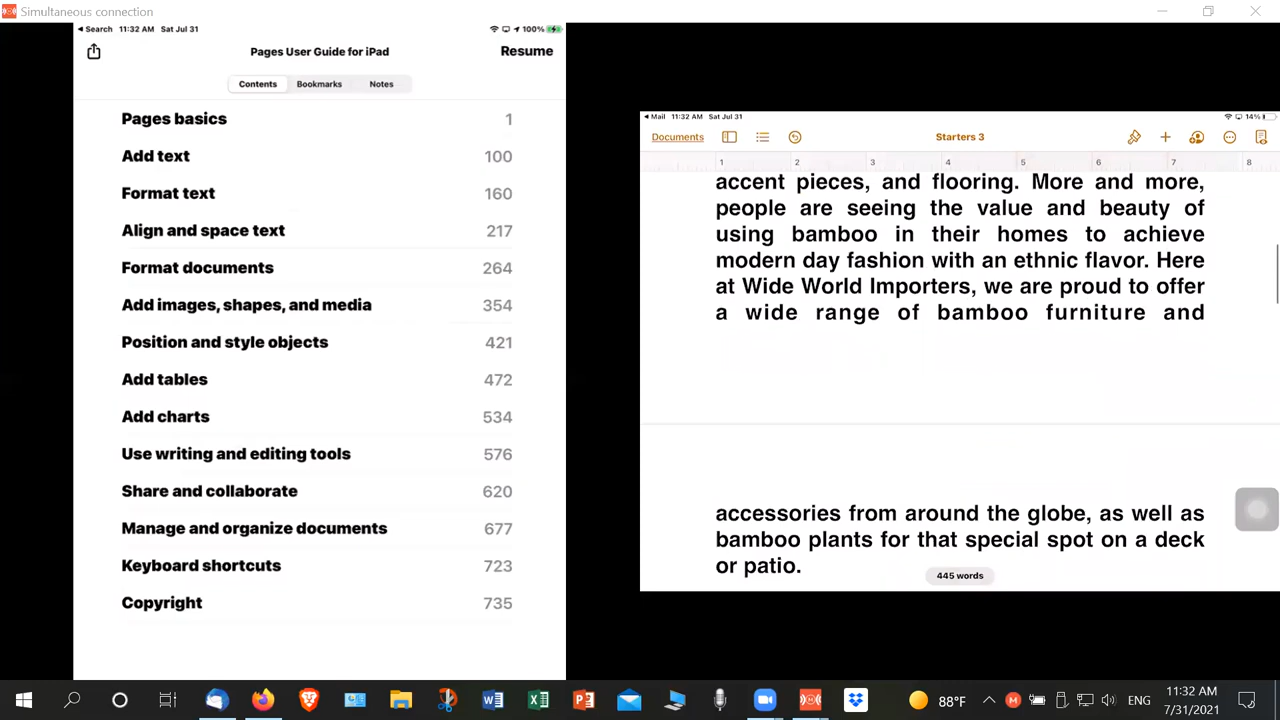 Simultaneous connection
Search 11:32 AM Sat Jul 31
100%
Pages User Guide for iPad
Resume
Contents Bookmarks Notes
Pages basics 1
Add text 100
Format text 160
Align and space text 217
Format documents 264
Add images, shapes, and media 354
Position and style objects 421
Add tables 472
Add charts 534
Use writing and editing tools 576
Share and collaborate 620
Manage and organize documents 677
Keyboard shortcuts 723
Copyright 735
Mail 11:32 AM Sat Jul 31
14%
Documents
Starters 3
1 2 3 4 5 6 7 8
accent pieces, and flooring. More and more,
people are seeing the value and beauty of
using bamboo in their homes to achieve
modern day fashion with an ethnic flavor. Here
at Wide World Importers, we are proud to offer
a wide range of bamboo furniture and
accessories from around the globe, as well as
bamboo plants for that special spot on a deck
or patio.
445 words
88°F
ENG
11:32 AM
7/31/2021